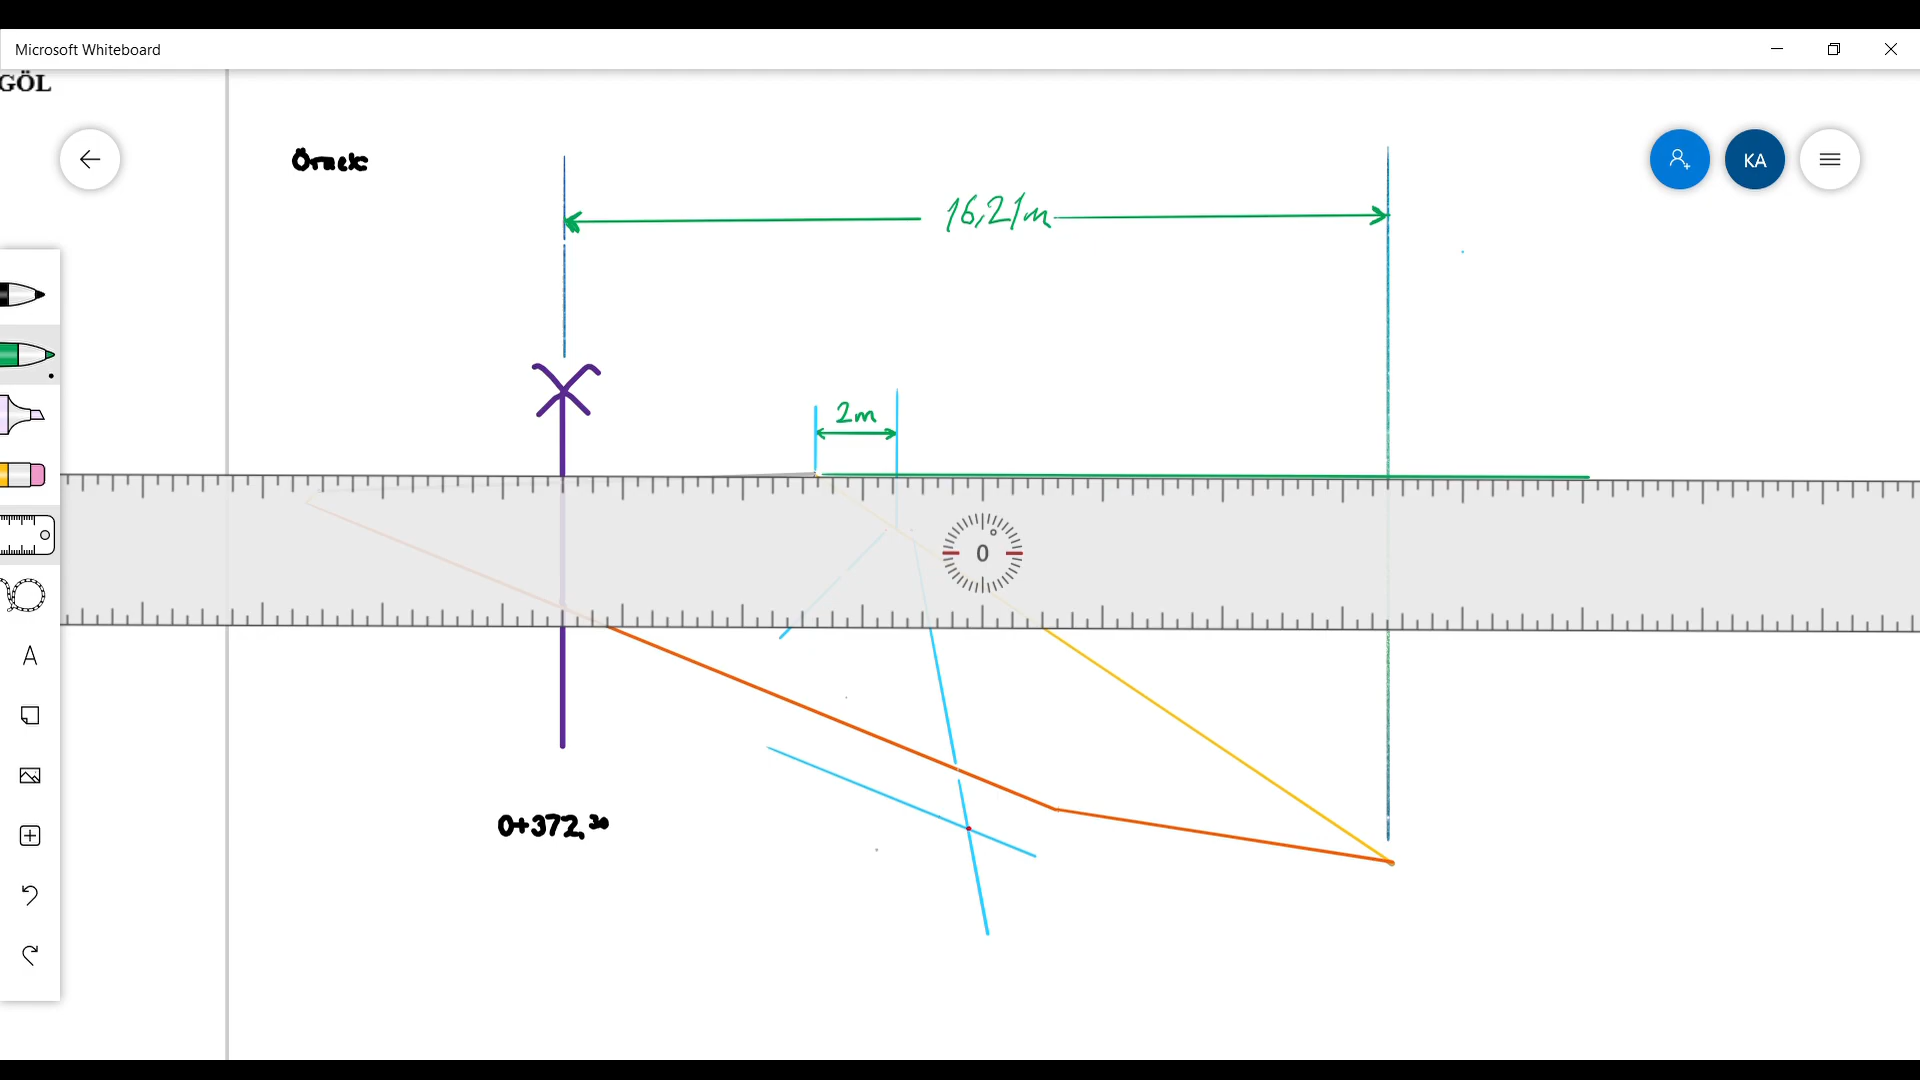 Microsoft Whiteboard
GÖL
Örnek
KA
16,21m
2m
0
A
0+372,30